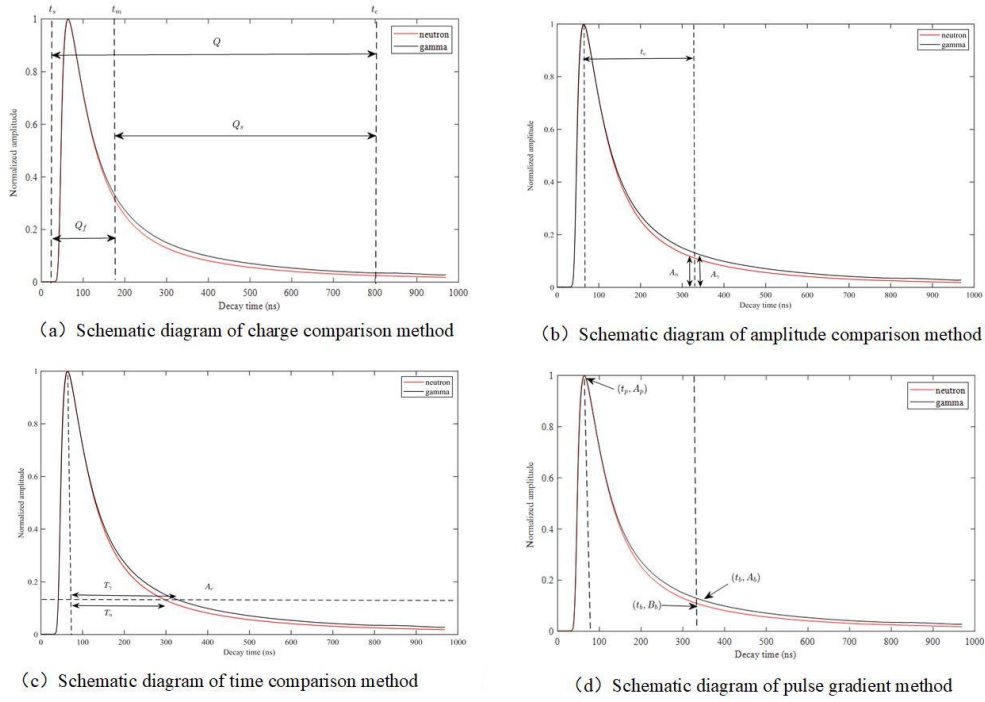 t_s t_m t_c
1
neutron
gamma
Q
0.8
0.6
Q_s
0.4
0.2
Q_f
0
0 100 200 300 400 500 600 700 800 900 1000
Normalized amplitude
Decay time (ns)
(a) Schematic diagram of charge comparison method
1
neutron
gamma
t_c
0.8
0.6
0.4
0.2
A_n A_γ
0
0 100 200 300 400 500 600 700 800 900 1000
Normalized amplitude
Decay time (ns)
(b) Schematic diagram of amplitude comparison method
1
neutron
gamma
0.8
0.6
0.4
0.2
T_γ A_c
T_n
0
100 200 300 400 500 600 700 800 900 1000
Normalized amplitude
Decay time (ns)
(c) Schematic diagram of time comparison method
1
(t_p, A_p)
neutron
gamma
0.8
0.6
0.4
0.2
(t_b, A_b)
(t_b, B_b)
0
0 100 200 300 400 500 600 700 800 900 1000
Normalized amplitude
Decay time (ns)
(d) Schematic diagram of pulse gradient method